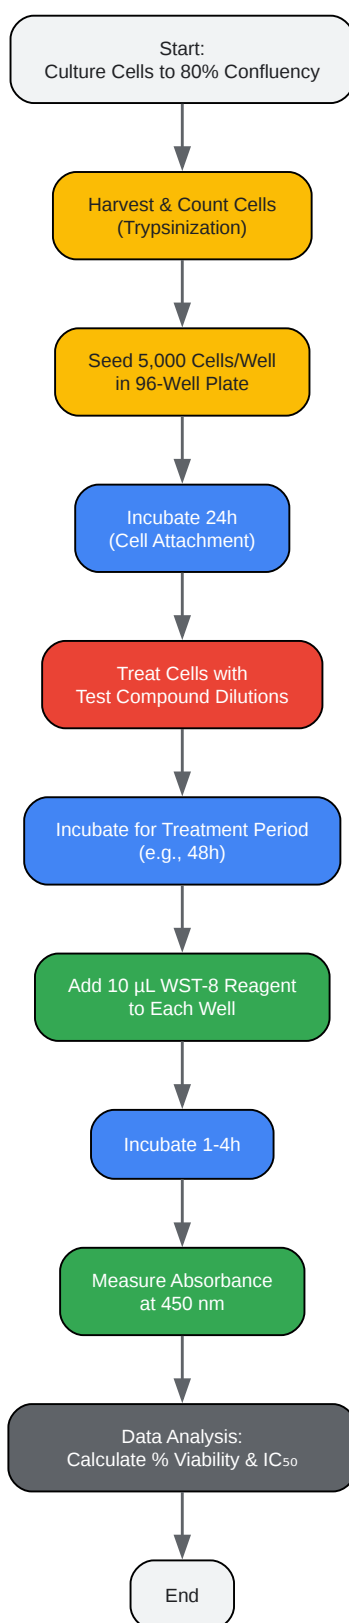 Start:
Culture Cells to 80% Confluency
Harvest & Count Cells
(Trypsinization)
Seed 5,000 Cells/Well
in 96-Well Plate
Incubate 24h
(Cell Attachment)
Treat Cells with
Test Compound Dilutions
Incubate for Treatment Period
(e.g., 48h)
Add 10 µL WST-8 Reagent
to Each Well
Incubate 1-4h
Measure Absorbance
at 450 nm
Data Analysis:
Calculate % Viability & IC₅₀
End